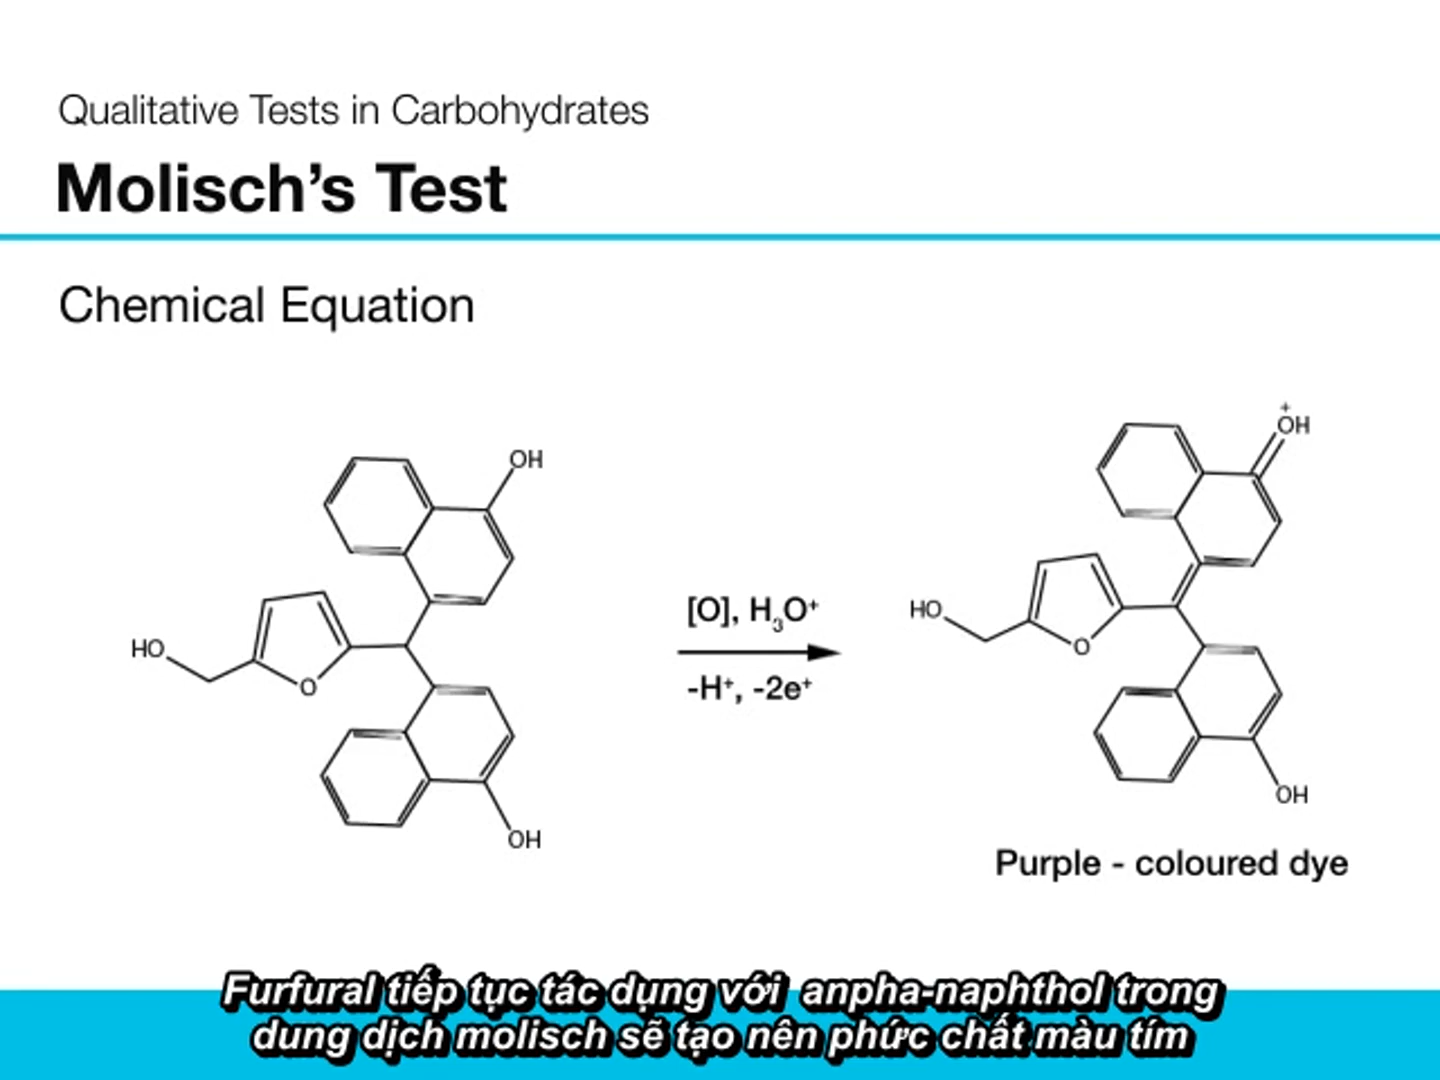 Qualitative Tests in Carbohydrates
Molisch's Test
Chemical Equation
OH
HO
O
OH
[O], H₃O⁺
-H⁺, -2e⁺
+
OH
HO
O
OH
Purple - coloured dye
Furfural tiếp tục tác dụng với anpha-naphthol trong
dung dịch molisch sẽ tạo nên phức chất màu tím